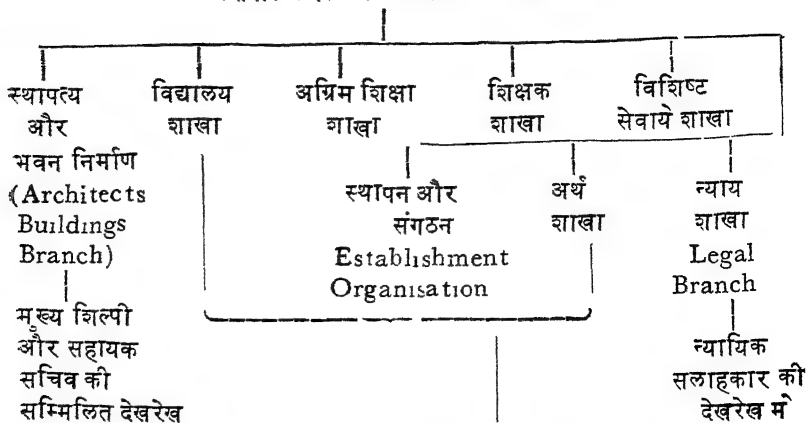 स्थापत्य
और
भवन निर्माण
(Architects
Buildings
Branch)
मुख्य शिल्पी
और सहायक
सचिव की
सम्मिलित देखरेख
विद्यालय
शाखा
अग्रिम शिक्षा
शाखा
शिक्षक
शाखा
विशिष्ट
सेवाये शाखा
स्थापन और
संगठन
Establishment
Organisation
अर्थ
शाखा
न्याय
शाखा
Legal
Branch
न्यायिक
सलाहकार की
देखरेख मे